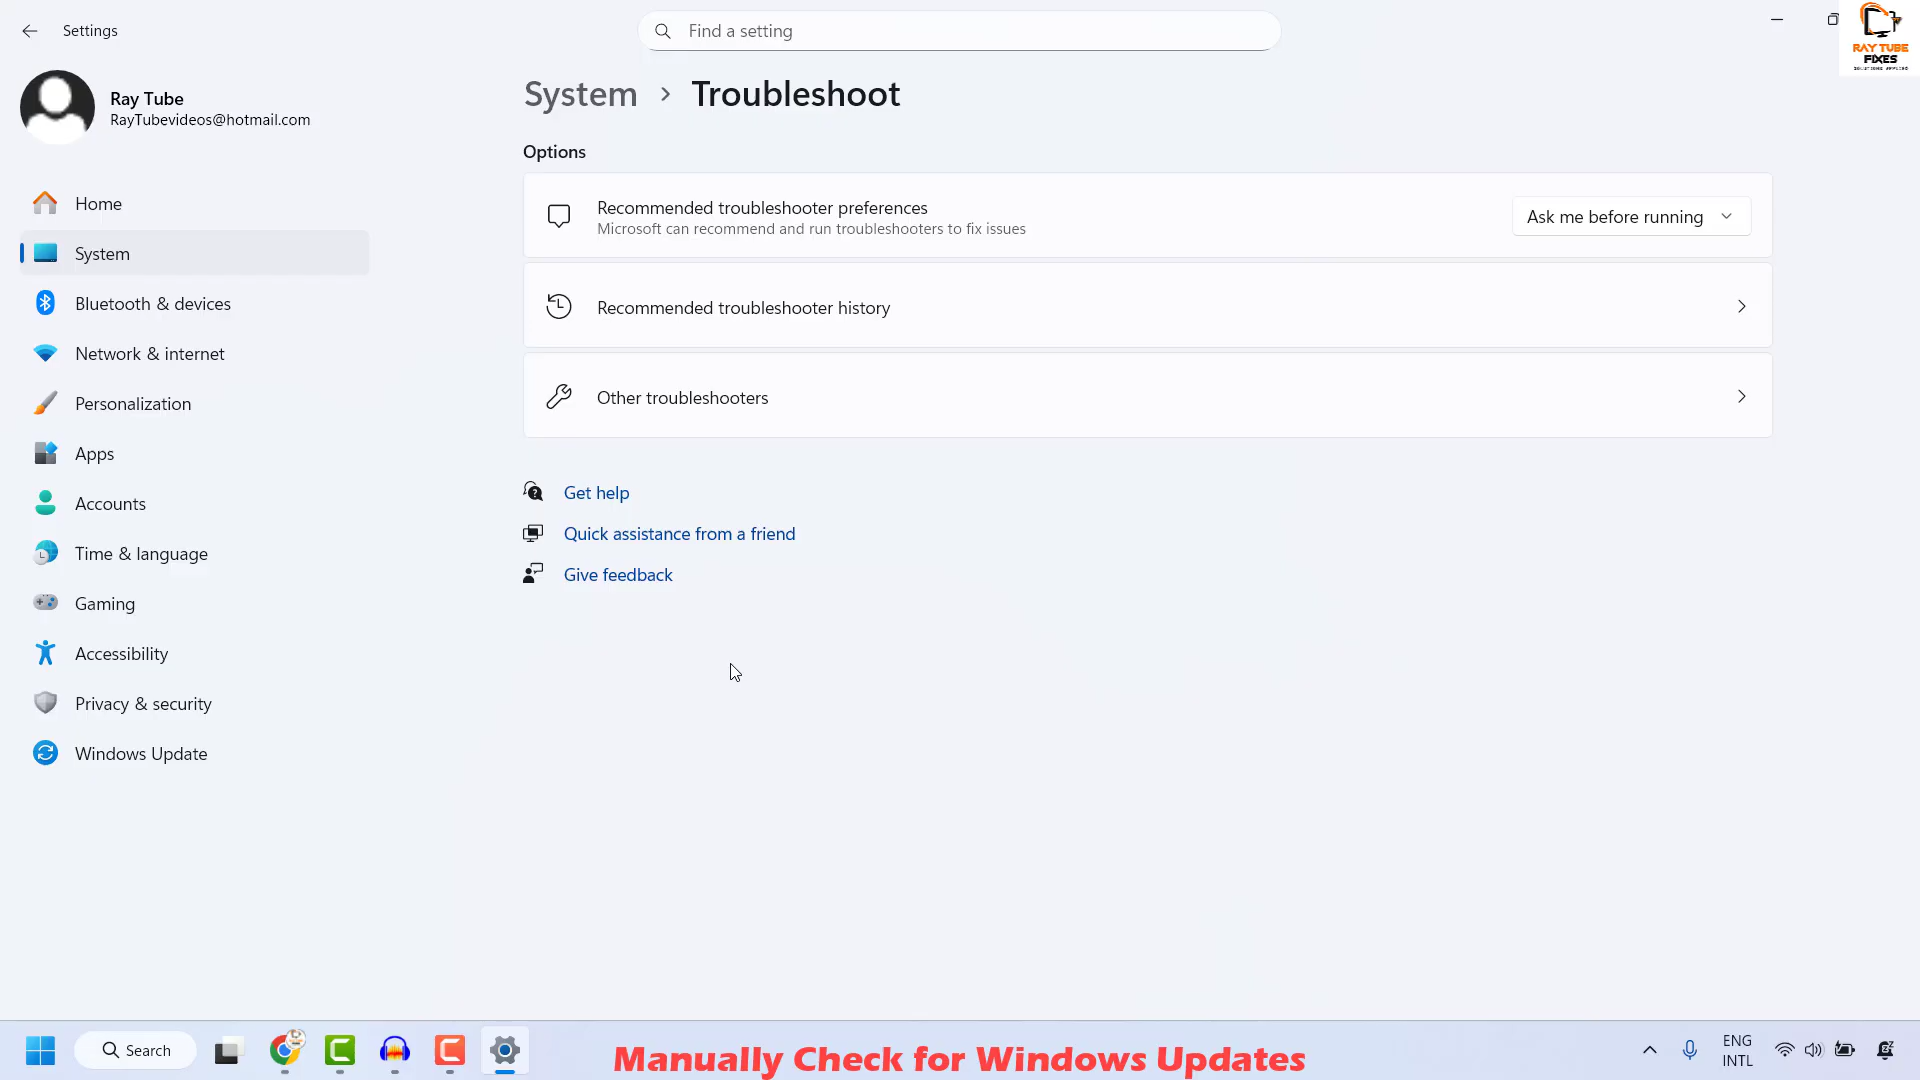 Settings
Find a setting
RAY TUBE
FIXES
SOLUTIONS APPLIED
Ray Tube
RayTubevideos@hotmail.com
Home
System
Bluetooth & devices
Network & internet
Personalization
Apps
Accounts
Time & language
Gaming
Accessibility
Privacy & security
Windows Update
System > Troubleshoot
Options
Recommended troubleshooter preferences
Microsoft can recommend and run troubleshooters to fix issues
Ask me before running
Recommended troubleshooter history
Other troubleshooters
Get help
Quick assistance from a friend
Give feedback
Search
Manually Check for Windows Updates
ENG
INTL